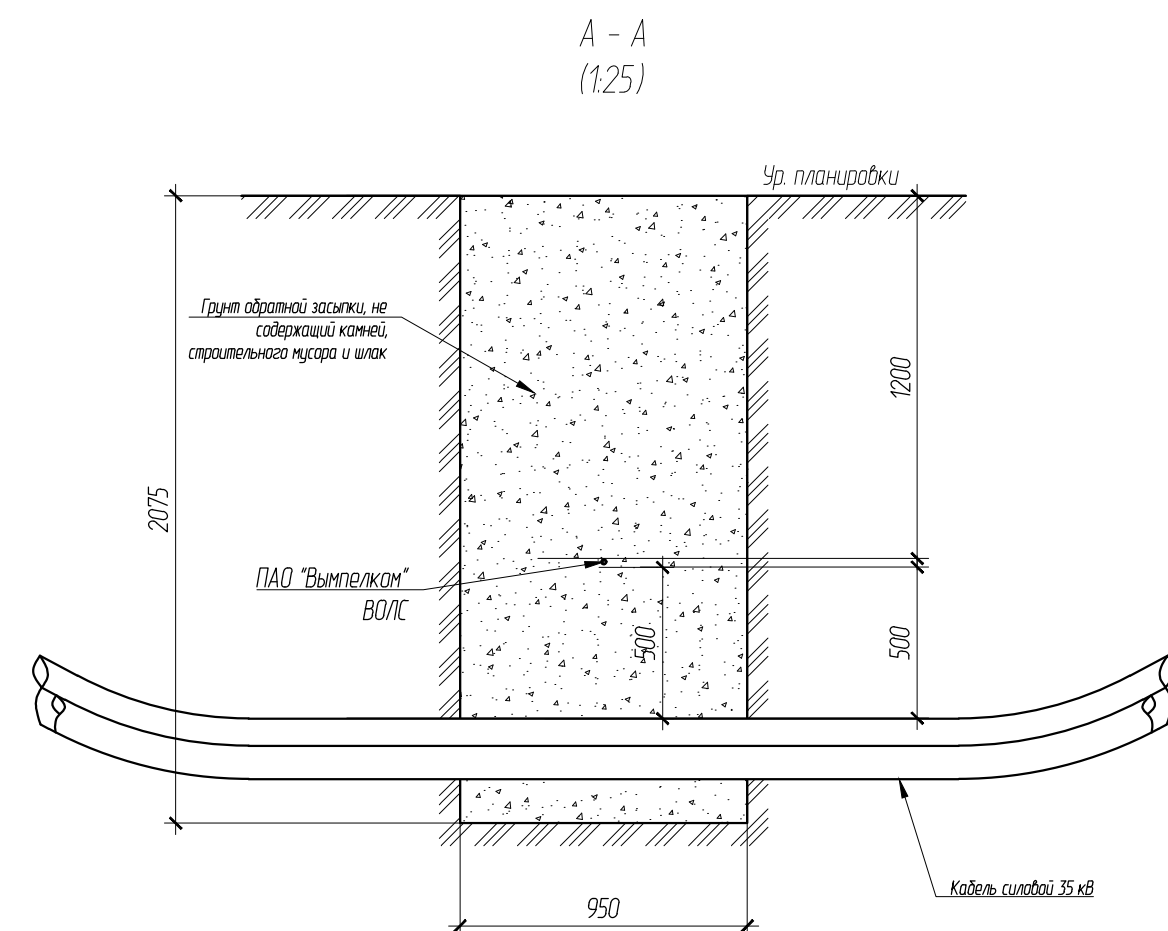 А - А
(1:25)
Ур. планировки
Грунт обратной засыпки, не
содержащий камней,
строительного мусора и шлак
1200
2075
ПАО "Вымпелком"
ВОЛС
500
500
Кабель силовой 35 кВ
950